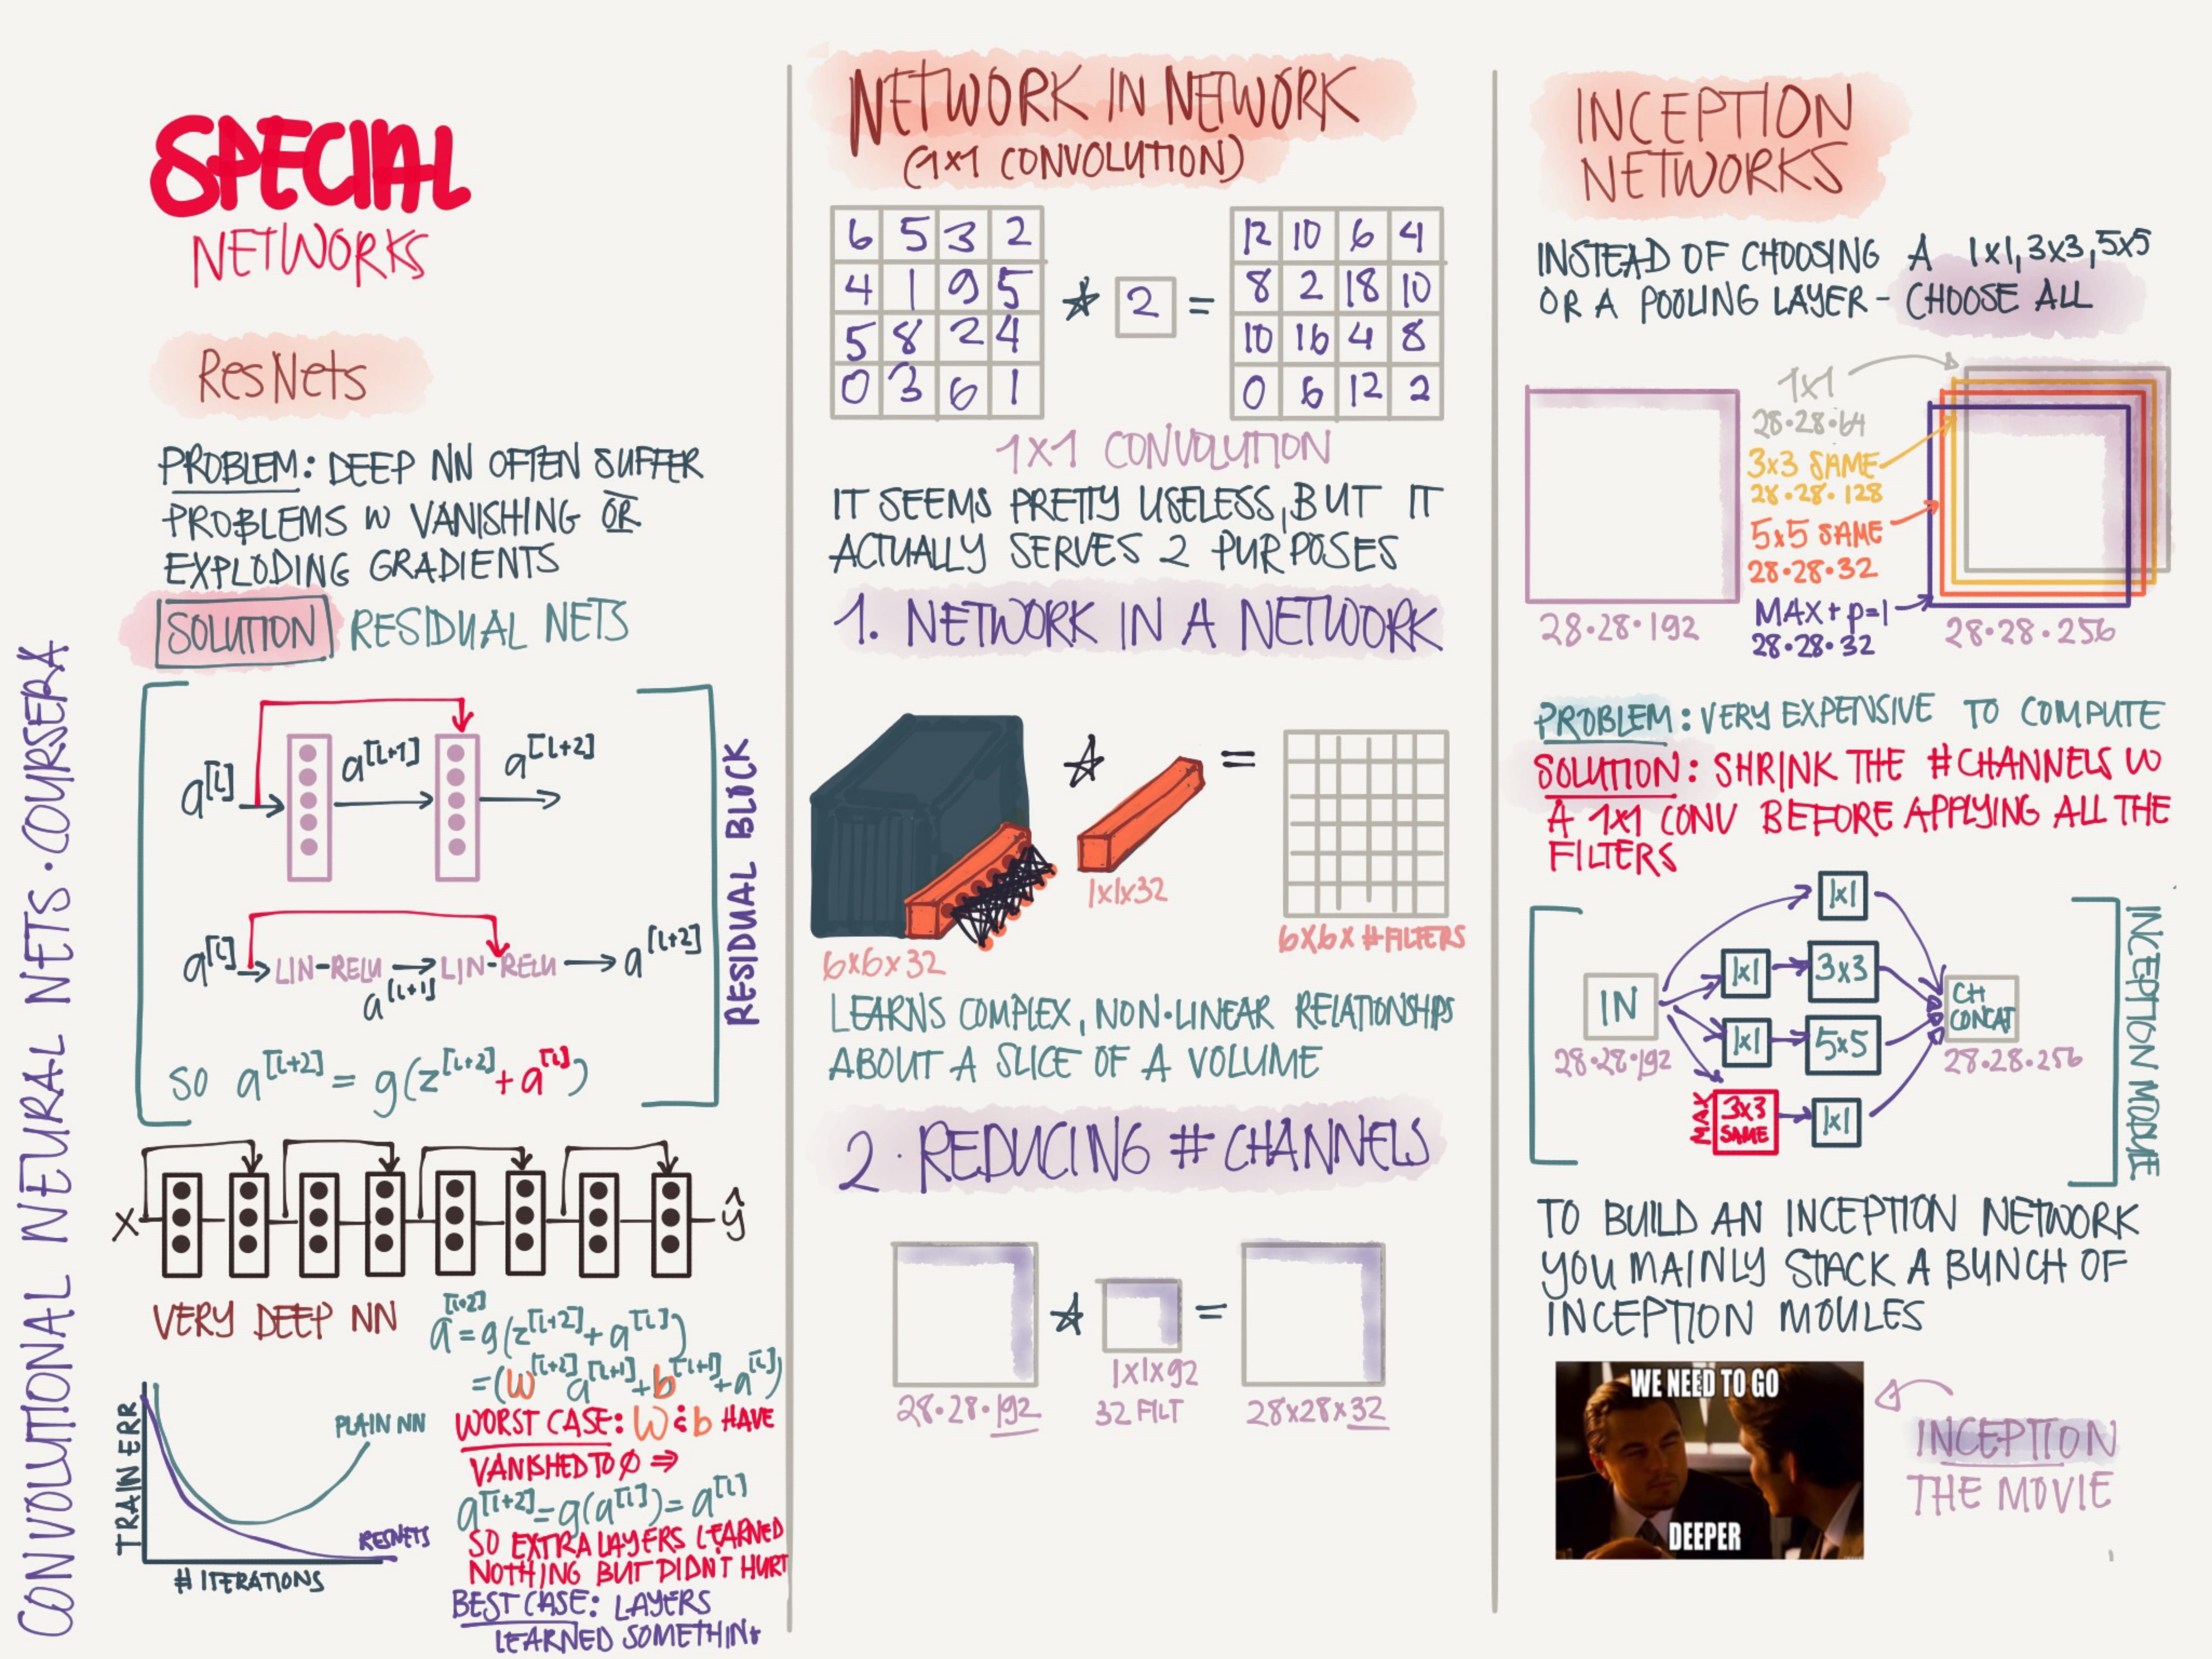 CONVOLUTIONAL NEURAL NETS · COURSERA
SPECIAL
NETWORKS
ResNets
PROBLEM: DEEP NN OFTEN SUFFER
PROBLEMS W VANISHING OR
EXPLODING GRADIENTS
SOLUTION RESIDUAL NETS
a[l] a[l+1] a[l+2]
a[l] → LIN-RELU → LIN-RELU → a[l+2]
a[l+1]
SO a[l+2] = g(z[l+2] + a[l])
RESIDUAL BLOCK
X ŷ
VERY DEEP NN
TRAIN ERR
PLAIN NN
RESNETS
# ITERATIONS
a[l+2] = g(z[l+2] + a[l])
= (W[l+2] a[l+1] + b[l+1] + a[l])
WORST CASE: W & b HAVE
VANISHED TO Ø ⇒
a[l+2] = g(a[l]) = a[l]
SO EXTRA LAYERS LEARNED
NOTHING BUT DIDNT HURT
BEST CASE: LAYERS
LEARNED SOMETHING
NETWORK IN NETWORK
(1x1 CONVOLUTION)
6 5 3 2
4 1 9 5
5 8 2 4
0 3 6 1
* 2 =
12 10 6 4
8 2 18 10
10 16 4 8
0 6 12 2
1x1 CONVOLUTION
IT SEEMS PRETTY USELESS, BUT IT
ACTUALLY SERVES 2 PURPOSES
1. NETWORK IN A NETWORK
* =
6x6x32
1x1x32
6x6x #FILTERS
LEARNS COMPLEX, NON-LINEAR RELATIONSHIPS
ABOUT A SLICE OF A VOLUME
2. REDUCING # CHANNELS
* =
28·28·192
1x1x92
32 FILT
28x28x32
INCEPTION
NETWORKS
INSTEAD OF CHOOSING A 1x1, 3x3, 5x5
OR A POOLING LAYER - CHOOSE ALL
28·28·192
1x1
28·28·64
3x3 SAME
28·28·128
5x5 SAME
28·28·32
MAX + p=1
28·28·32
28·28·256
PROBLEM: VERY EXPENSIVE TO COMPUTE
SOLUTION: SHRINK THE #CHANNELS W
A 1x1 CONV BEFORE APPLYING ALL THE
FILTERS
IN
28·28·192
1x1
1x1 3x3
1x1 5x5
MAX 3x3 SAME 1x1
CH
CONCAT
28·28·256
INCEPTION MODULE
TO BUILD AN INCEPTION NETWORK
YOU MAINLY STACK A BUNCH OF
INCEPTION MOULES
WE NEED TO GO
DEEPER
INCEPTION
THE MOVIE